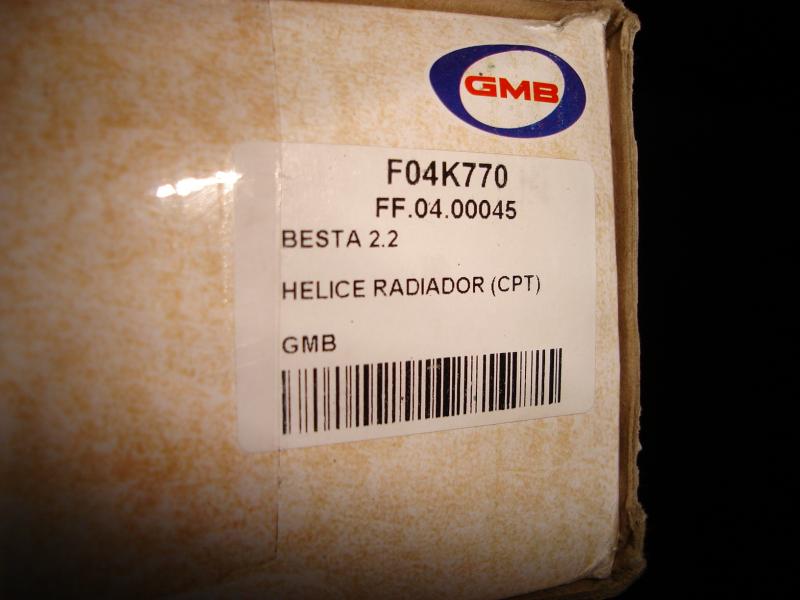 GMB
F04K770
FF.04.00045
BESTA 2.2
HELICE RADIADOR (CPT)
GMB